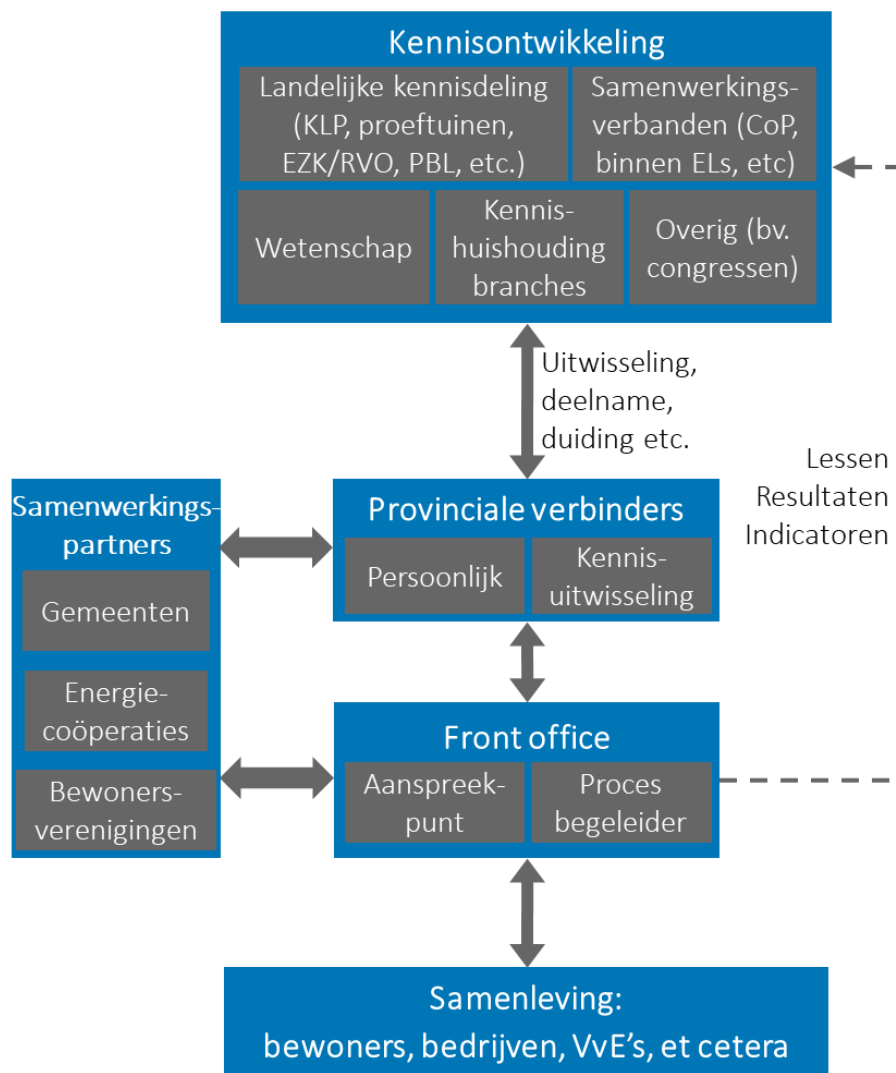 Kennisontwikkeling
Landelijke kennisdeling
(KLP, proeftuinen,
EZK/RVO, PBL, etc.)
Samenwerkings-
verbanden (CoP,
binnen ELs, etc)
Wetenschap
Kennis-
huishouding
branches
Overig (bv.
congressen)
Uitwisseling,
deelname,
duiding etc.
Lessen
Resultaten
Indicatoren
Samenwerkings-
partners
Gemeenten
Energie-
coöperaties
Bewoners-
verenigingen
Provinciale verbinders
Persoonlijk
Kennis-
uitwisseling
Front office
Aanspreek-
punt
Proces
begeleider
Samenleving:
bewoners, bedrijven, VvE’s, et cetera